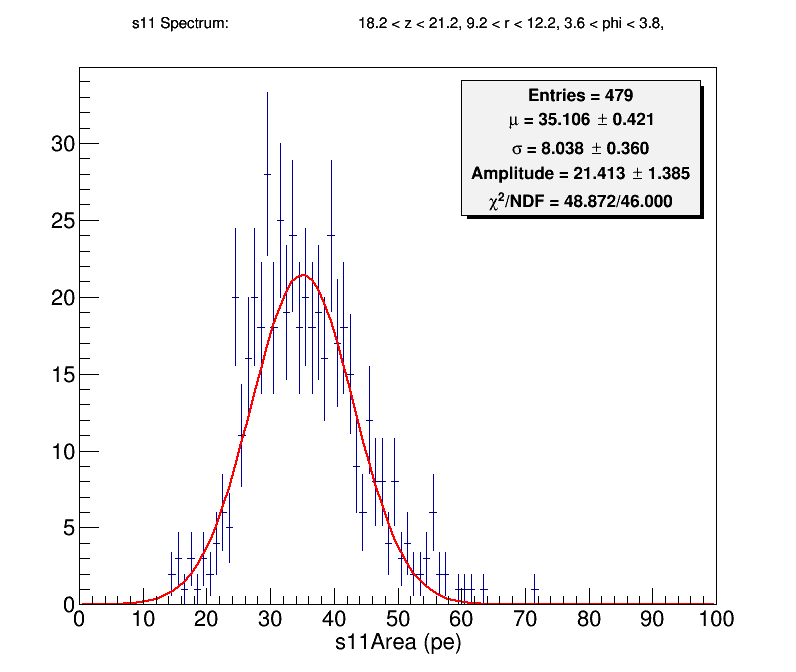 s11 Spectrum: 18.2 < z < 21.2, 9.2 < r < 12.2, 3.6 < phi < 3.8,
Entries = 479
μ = 35.106 ± 0.421
σ = 8.038 ± 0.360
Amplitude = 21.413 ± 1.385
χ²/NDF = 48.872/46.000
30
25
20
15
10
5
0
0 10 20 30 40 50 60 70 80 90 100
s11Area (pe)